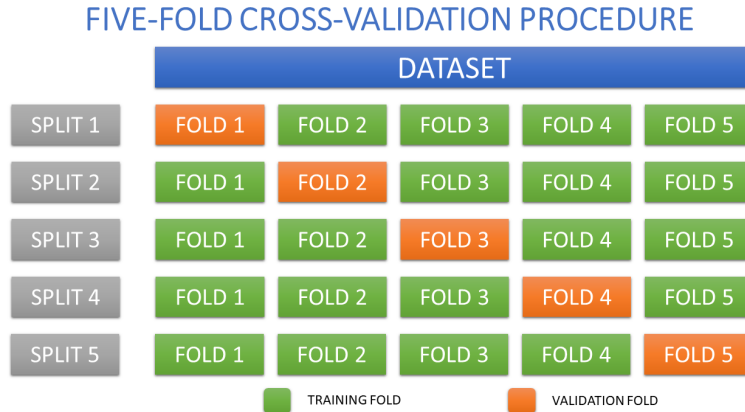 FIVE-FOLD CROSS-VALIDATION PROCEDURE
DATASET
SPLIT 1 FOLD 1 FOLD 2 FOLD 3 FOLD 4 FOLD 5
SPLIT 2 FOLD 1 FOLD 2 FOLD 3 FOLD 4 FOLD 5
SPLIT 3 FOLD 1 FOLD 2 FOLD 3 FOLD 4 FOLD 5
SPLIT 4 FOLD 1 FOLD 2 FOLD 3 FOLD 4 FOLD 5
SPLIT 5 FOLD 1 FOLD 2 FOLD 3 FOLD 4 FOLD 5
TRAINING FOLD VALIDATION FOLD